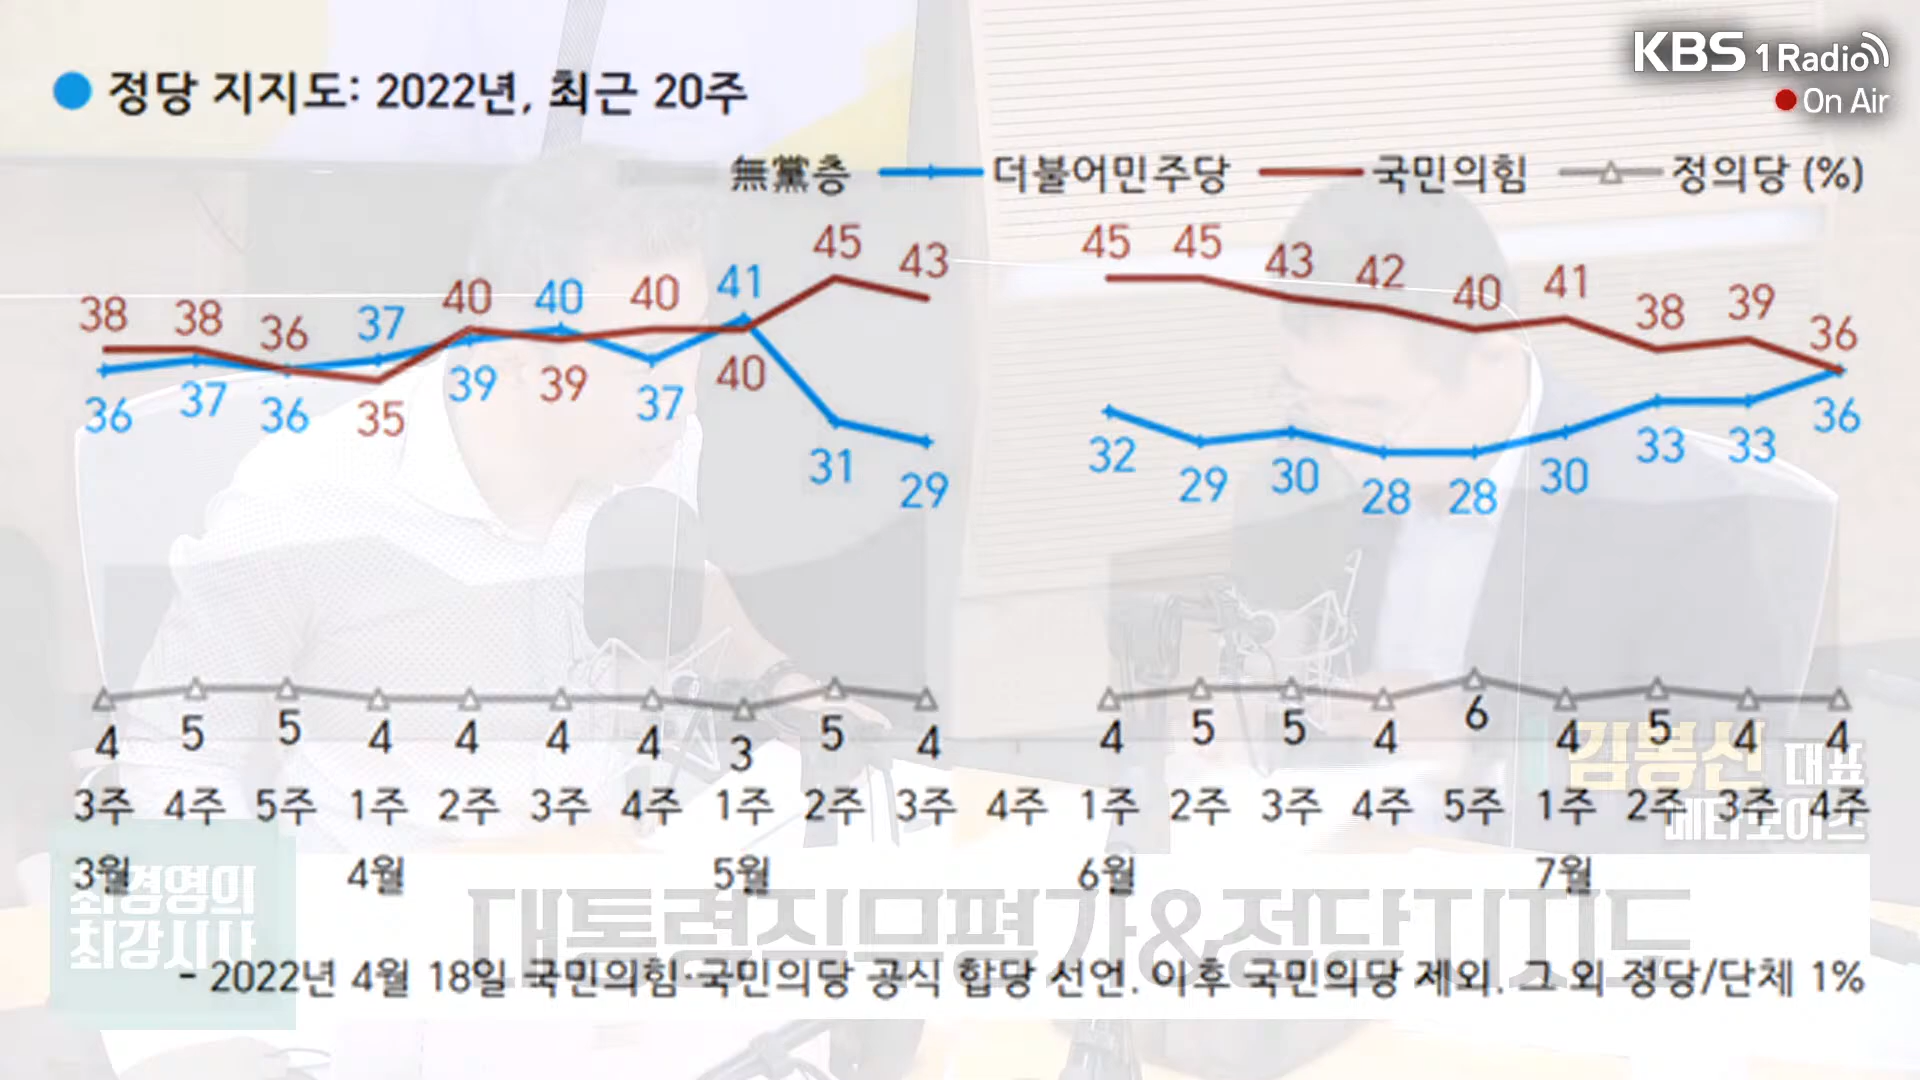 KBS 1Radio
On Air
정당 지지도: 2022년, 최근 20주
無黨층 더불어민주당 국민의힘 정의당 (%)
38 38 36 37 40 40 40 41 45 43 45 45 43 42 40 41 38 39 36
36 37 36 35 39 39 37 40 31 29 32 29 30 28 28 30 33 33 36
4 5 5 4 4 4 4 3 5 4 4 5 5 4 6 4 5 4 4
3주 4주 5주 1주 2주 3주 4주 1주 2주 3주 4주 1주 2주 3주 4주 5주 1주 2주 3주 4주
3월 4월 5월 6월 7월
김봉신 대표
메타보이스
최경영의
최강시사
대통령직무평가&정당지지도
- 2022년 4월 18일 국민의힘·국민의당 공식 합당 선언. 이후 국민의당 제외. 그 외 정당/단체 1%